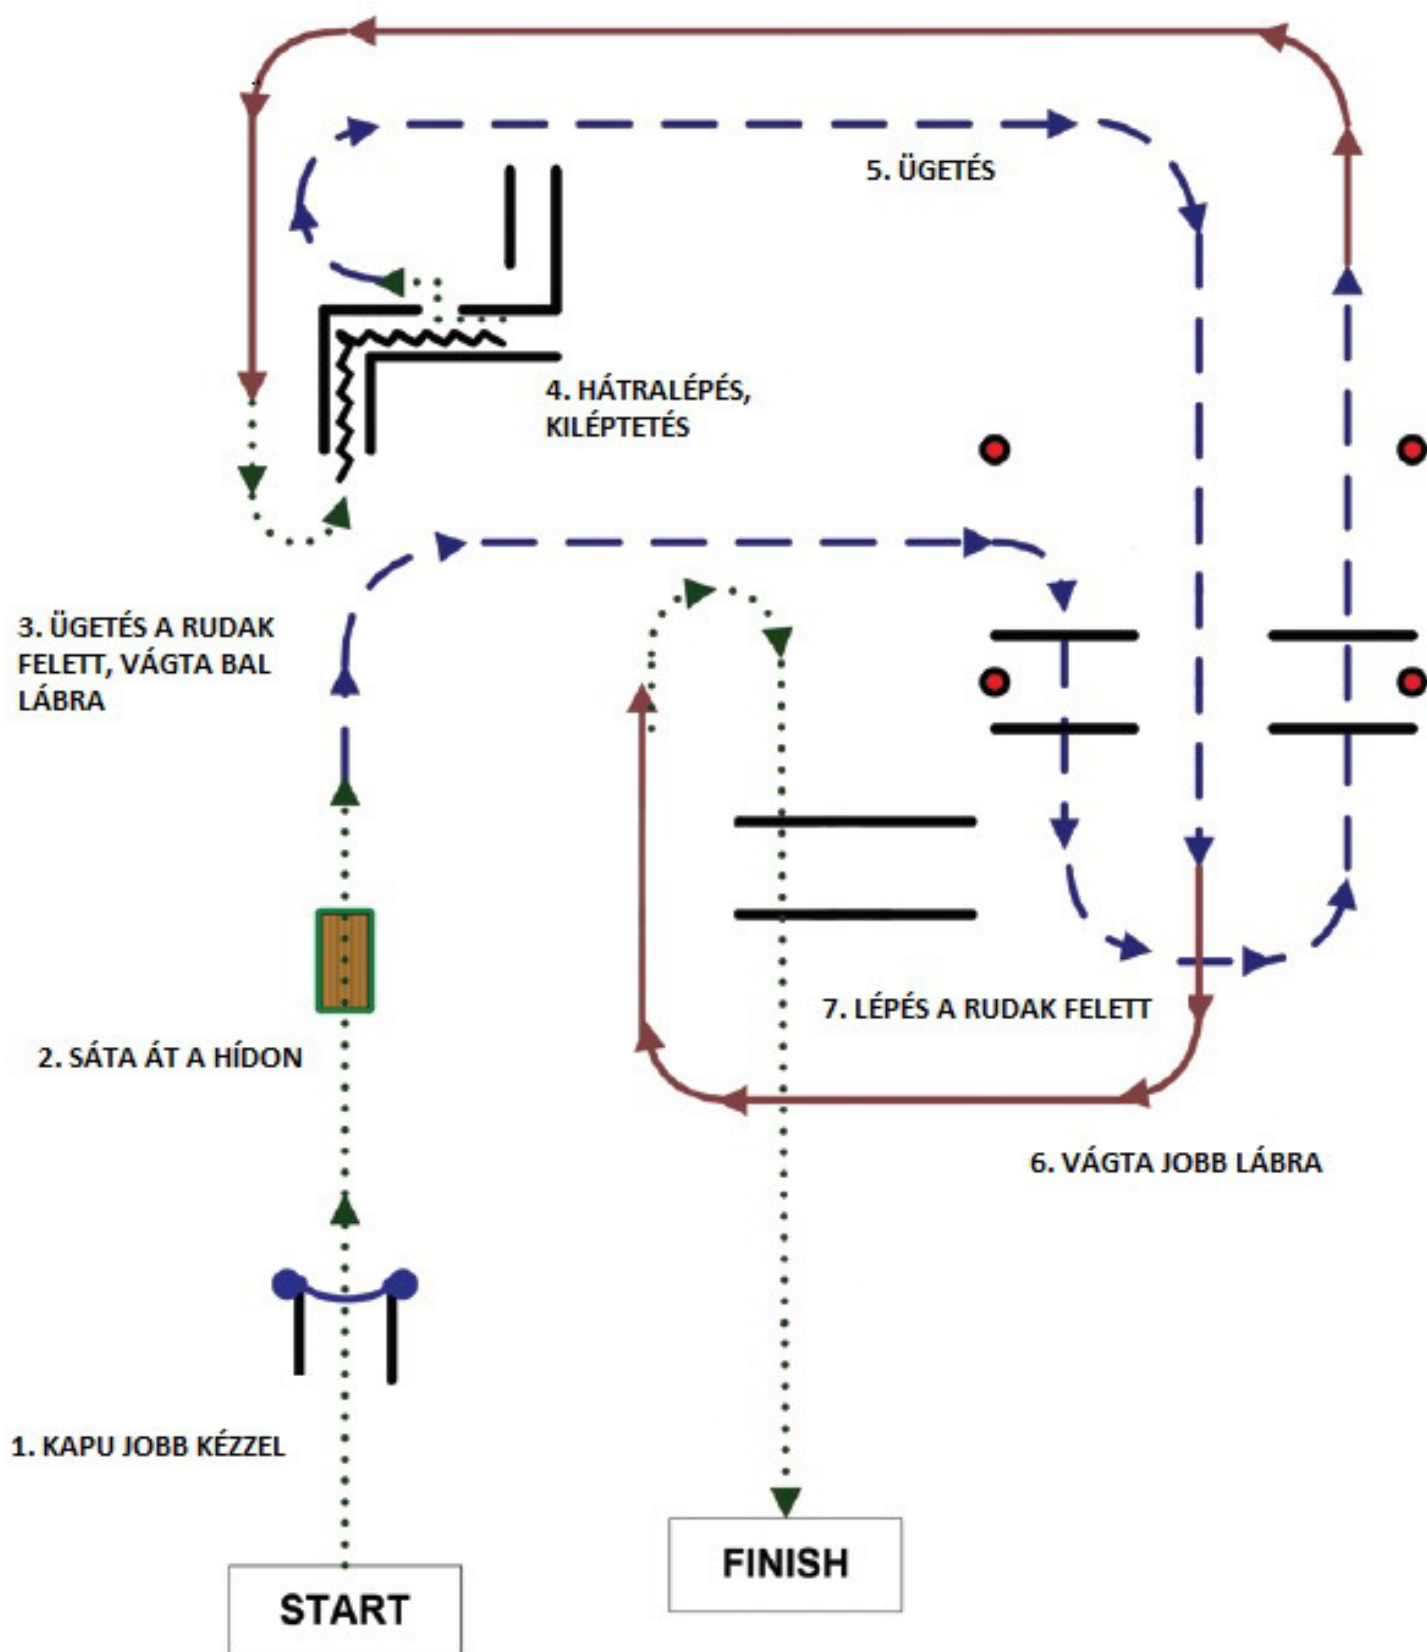 5. ÜGETÉS
4. HÁTRALÉPÉS,
KILÉPTETÉS
3. ÜGETÉS A RUDAK
FELETT, VÁGTA BAL
LÁBRA
7. LÉPÉS A RUDAK FELETT
2. SÁTA ÁT A HÍDON
6. VÁGTA JOBB LÁBRA
1. KAPU JOBB KÉZZEL
FINISH
START